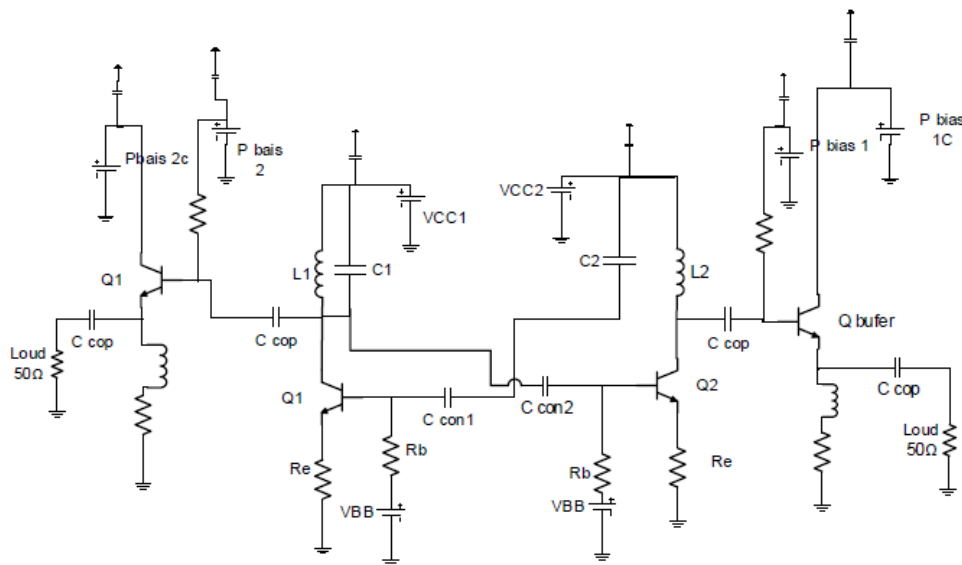 Pbais 2c
P bais
2
P bias 1
P bias
1C
VCC1
VCC2
L1
C1
C2
L2
Q1
Q bufer
C cop
C cop
C cop
C cop
Loud
50Ω
Q1
C con1
C con2
Q2
Re
Rb
Rb
Re
Loud
50Ω
VBB
VBB